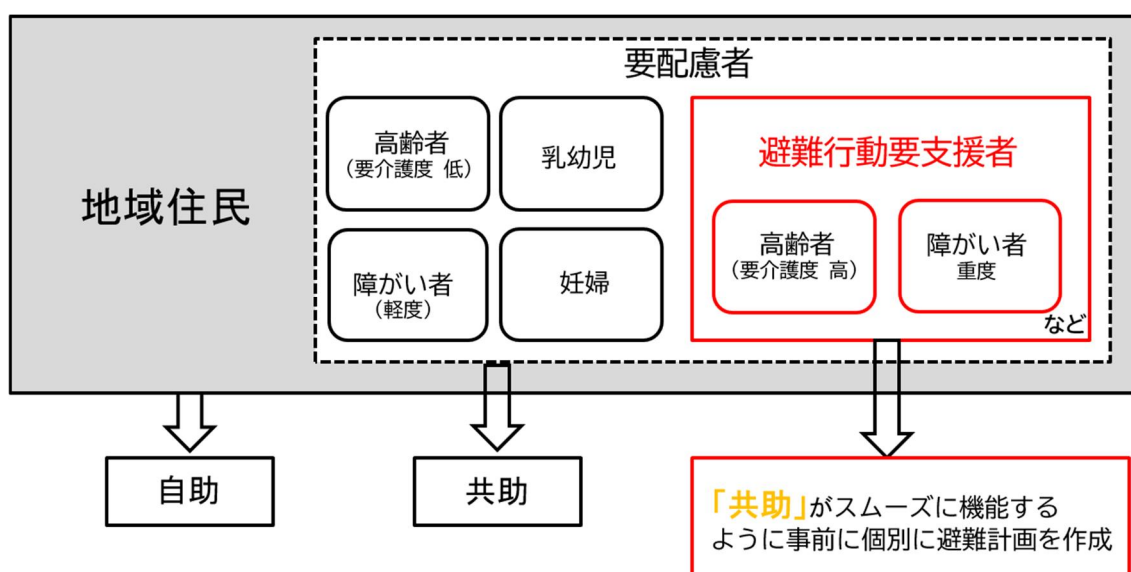 要配慮者
地域住民
高齢者
(要介護度 低)
乳幼児
障がい者
(軽度)
妊婦
避難行動要支援者
高齢者
(要介護度 高)
障がい者
重度
など
自助
共助
「共助」がスムーズに機能する
ように事前に個別に避難計画を作成